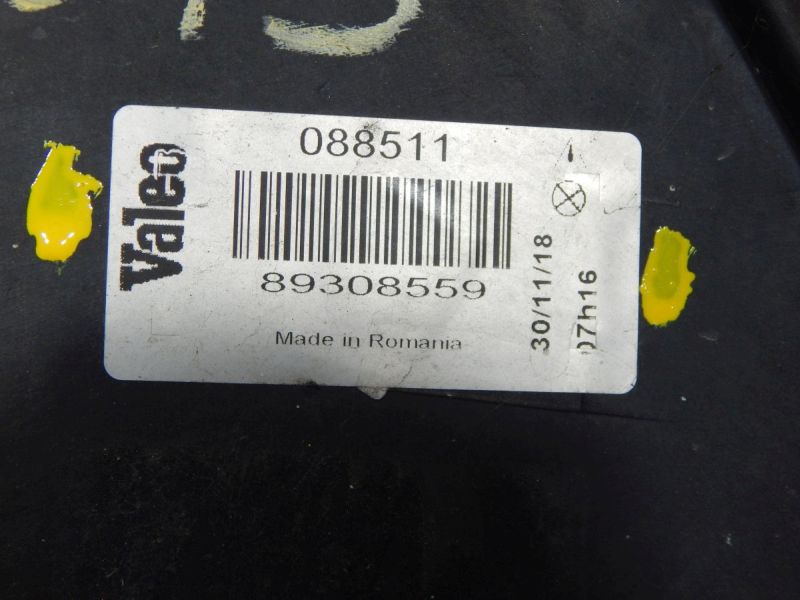 088511
Valeo
89308559
Made in Romania
30/11/18
07h16